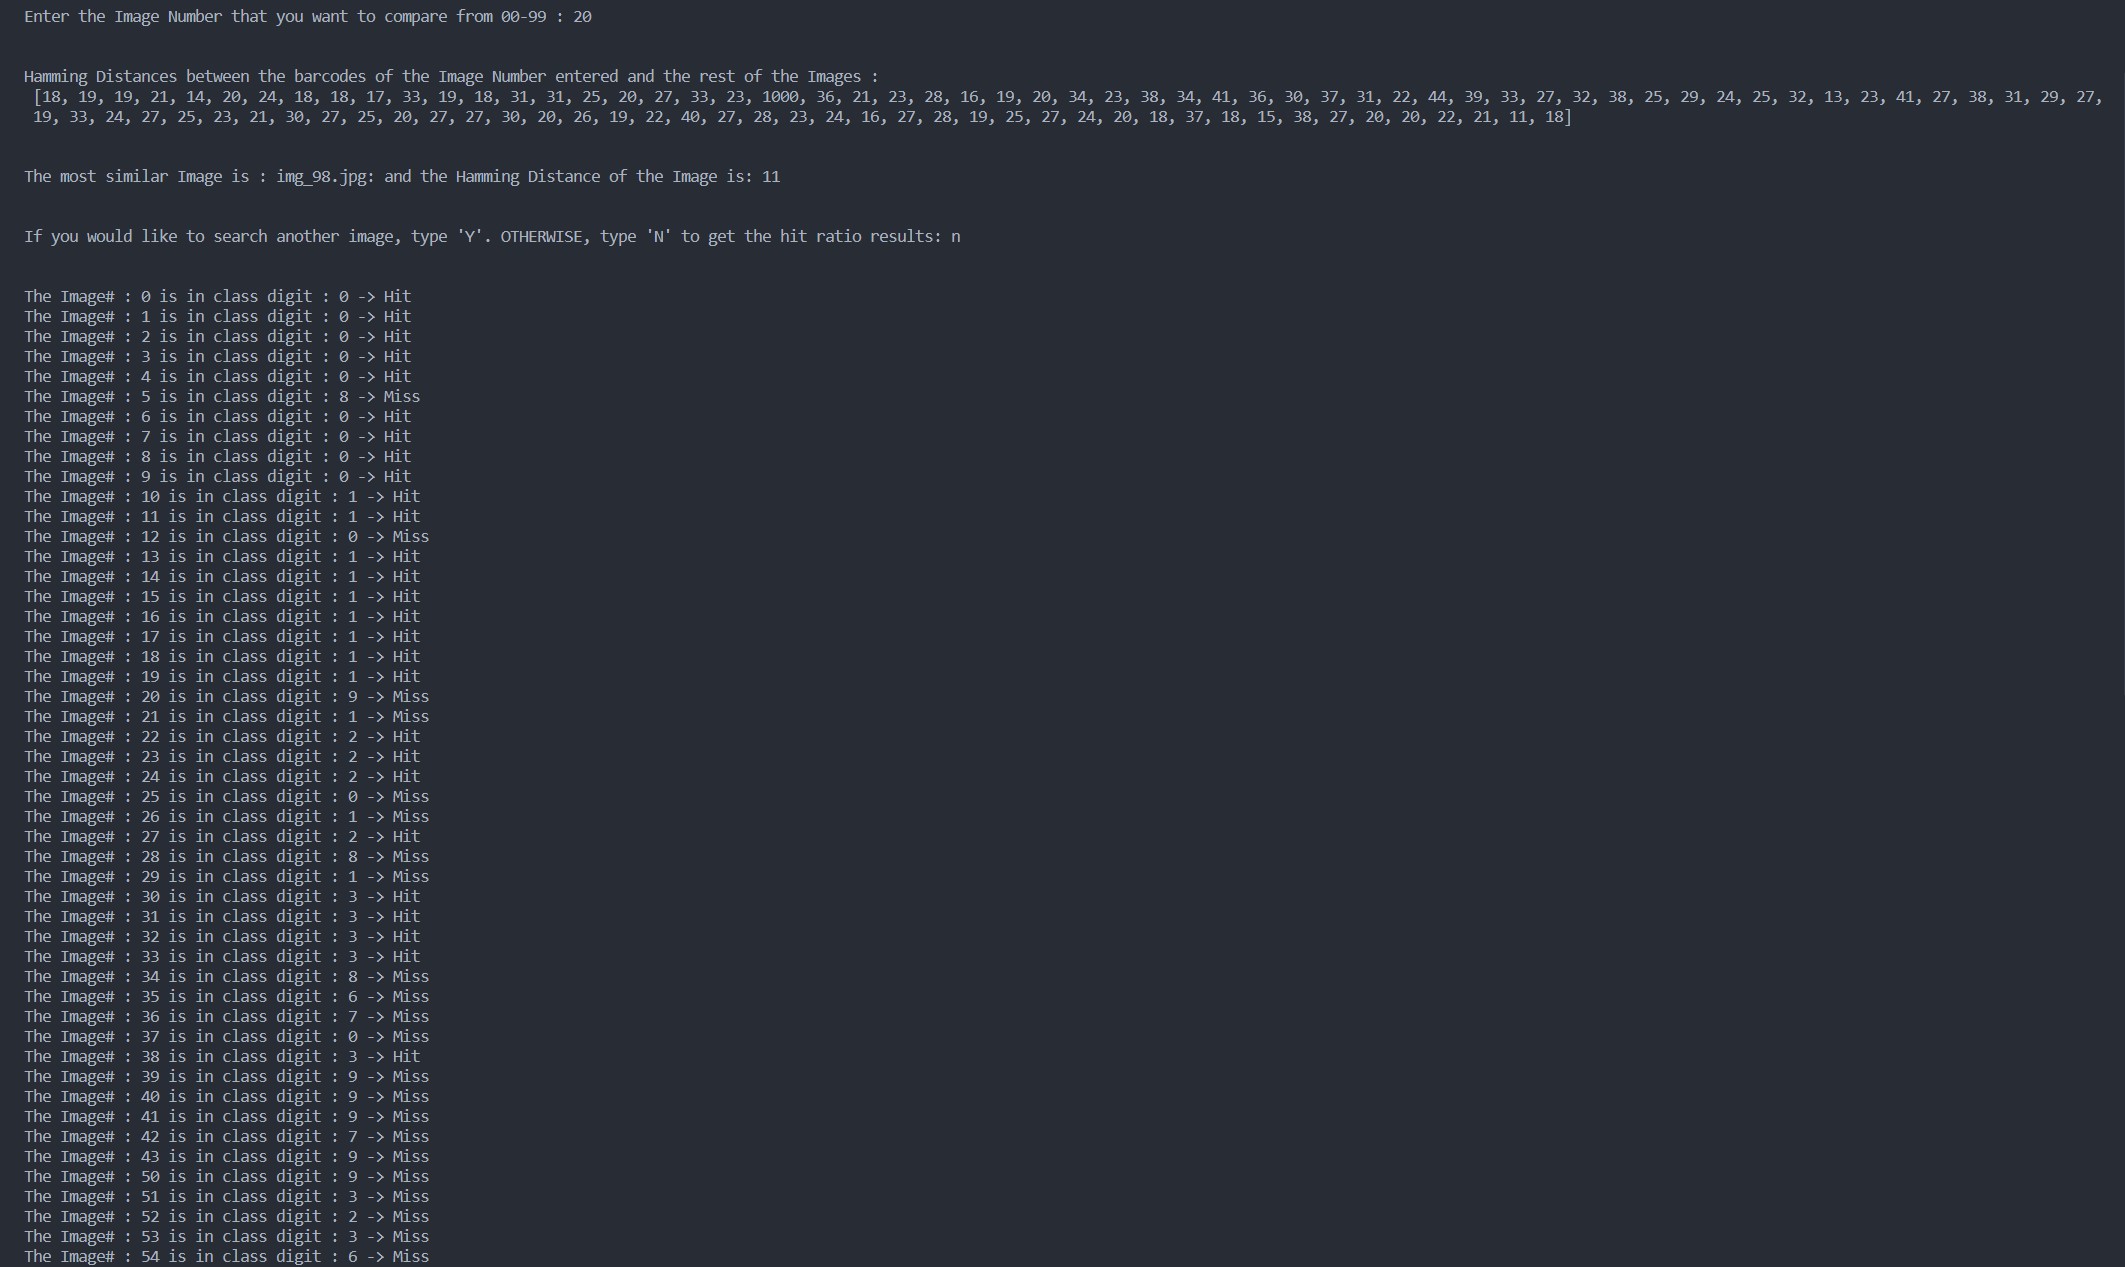 Enter the Image Number that you want to compare from 00-99 : 20
Hamming Distances between the barcodes of the Image Number entered and the rest of the Images :
[18, 19, 19, 21, 14, 20, 24, 18, 18, 17, 33, 19, 18, 31, 31, 25, 20, 27, 33, 23, 1000, 36, 21, 23, 28, 16, 19, 20, 34, 23, 38, 34, 41, 36, 30, 37, 31, 22, 44, 39, 33, 27, 32, 38, 25, 29, 24, 25, 32, 13, 23, 41, 27, 38, 31, 29, 27,
19, 33, 24, 27, 25, 23, 21, 30, 27, 25, 20, 27, 27, 30, 20, 26, 19, 22, 40, 27, 28, 23, 24, 16, 27, 28, 19, 25, 27, 24, 20, 18, 37, 18, 15, 38, 27, 20, 20, 22, 21, 11, 18]
The most similar Image is : img_98.jpg: and the Hamming Distance of the Image is: 11
If you would like to search another image, type 'Y'. OTHERWISE, type 'N' to get the hit ratio results: n
The Image# : 0 is in class digit : 0 -> Hit
The Image# : 1 is in class digit : 0 -> Hit
The Image# : 2 is in class digit : 0 -> Hit
The Image# : 3 is in class digit : 0 -> Hit
The Image# : 4 is in class digit : 0 -> Hit
The Image# : 5 is in class digit : 8 -> Miss
The Image# : 6 is in class digit : 0 -> Hit
The Image# : 7 is in class digit : 0 -> Hit
The Image# : 8 is in class digit : 0 -> Hit
The Image# : 9 is in class digit : 0 -> Hit
The Image# : 10 is in class digit : 1 -> Hit
The Image# : 11 is in class digit : 1 -> Hit
The Image# : 12 is in class digit : 0 -> Miss
The Image# : 13 is in class digit : 1 -> Hit
The Image# : 14 is in class digit : 1 -> Hit
The Image# : 15 is in class digit : 1 -> Hit
The Image# : 16 is in class digit : 1 -> Hit
The Image# : 17 is in class digit : 1 -> Hit
The Image# : 18 is in class digit : 1 -> Hit
The Image# : 19 is in class digit : 1 -> Hit
The Image# : 20 is in class digit : 9 -> Miss
The Image# : 21 is in class digit : 1 -> Miss
The Image# : 22 is in class digit : 2 -> Hit
The Image# : 23 is in class digit : 2 -> Hit
The Image# : 24 is in class digit : 2 -> Hit
The Image# : 25 is in class digit : 0 -> Miss
The Image# : 26 is in class digit : 1 -> Miss
The Image# : 27 is in class digit : 2 -> Hit
The Image# : 28 is in class digit : 8 -> Miss
The Image# : 29 is in class digit : 1 -> Miss
The Image# : 30 is in class digit : 3 -> Hit
The Image# : 31 is in class digit : 3 -> Hit
The Image# : 32 is in class digit : 3 -> Hit
The Image# : 33 is in class digit : 3 -> Hit
The Image# : 34 is in class digit : 8 -> Miss
The Image# : 35 is in class digit : 6 -> Miss
The Image# : 36 is in class digit : 7 -> Miss
The Image# : 37 is in class digit : 0 -> Miss
The Image# : 38 is in class digit : 3 -> Hit
The Image# : 39 is in class digit : 9 -> Miss
The Image# : 40 is in class digit : 9 -> Miss
The Image# : 41 is in class digit : 9 -> Miss
The Image# : 42 is in class digit : 7 -> Miss
The Image# : 43 is in class digit : 9 -> Miss
The Image# : 50 is in class digit : 9 -> Miss
The Image# : 51 is in class digit : 3 -> Miss
The Image# : 52 is in class digit : 2 -> Miss
The Image# : 53 is in class digit : 3 -> Miss
The Image# : 54 is in class digit : 6 -> Miss